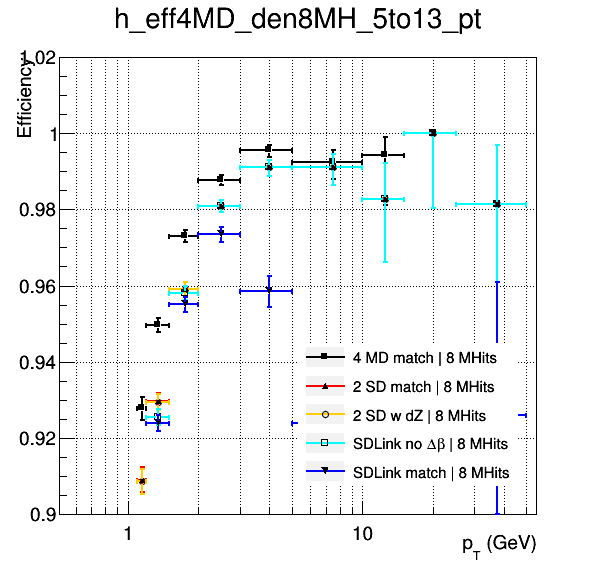 h_eff4MD_den8MH_5to13_pt
Efficiency
1.02
1
0.98
0.96
0.94
0.92
0.9
4 MD match | 8 MHits
2 SD match | 8 MHits
2 SD w dZ | 8 MHits
SDLink no Δβ | 8 MHits
SDLink match | 8 MHits
1
10
p_T (GeV)